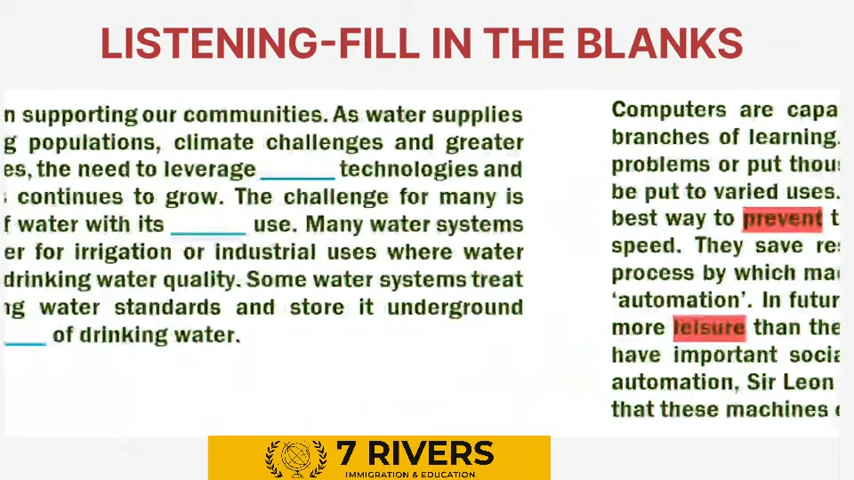 LISTENING-FILL IN THE BLANKS
n supporting our communities. As water supplies
g populations, climate challenges and greater
es, the need to leverage ______ technologies and
continues to grow. The challenge for many is
f water with its ______ use. Many water systems
er for irrigation or industrial uses where water
drinking water quality. Some water systems treat
ng water standards and store it underground
____ of drinking water.
Computers are capa
branches of learning.
problems or put thou
be put to varied uses.
best way to prevent t
speed. They save re
process by which ma
‘automation’. In futur
more leisure than the
have important socia
automation, Sir Leon
that these machines
7 RIVERS
IMMIGRATION & EDUCATION